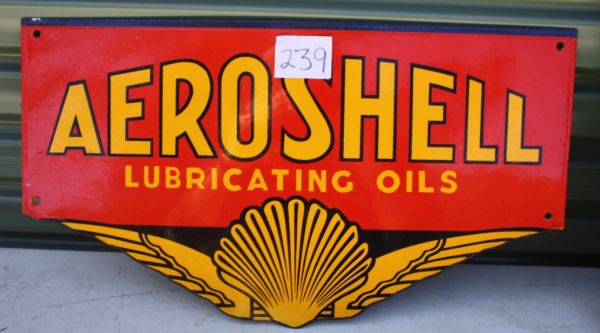 239
AEROSHELL
LUBRICATING OILS